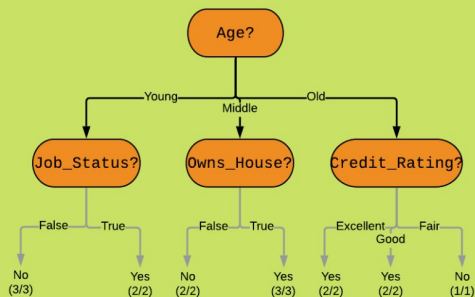 Age?
Young
Middle
Old
Job_Status?
Owns_House?
Credit_Rating?
False
True
False
True
Excellent
Good
Fair
No
(3/3)
Yes
(2/2)
No
(2/2)
Yes
(3/3)
Yes
(2/2)
Yes
(2/2)
No
(1/1)